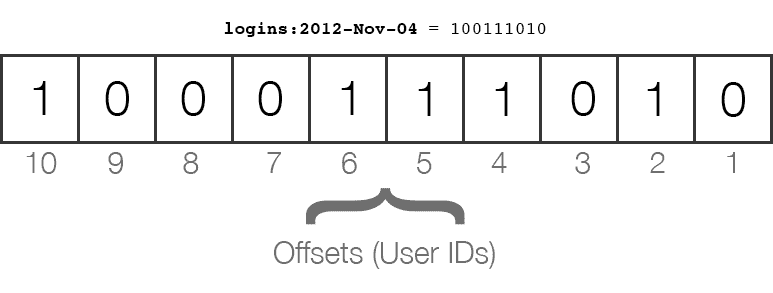 logins:2012-Nov-04 = 100111010
1 0 0 0 1 1 1 0 1 0
10 9 8 7 6 5 4 3 2 1
Offsets (User IDs)